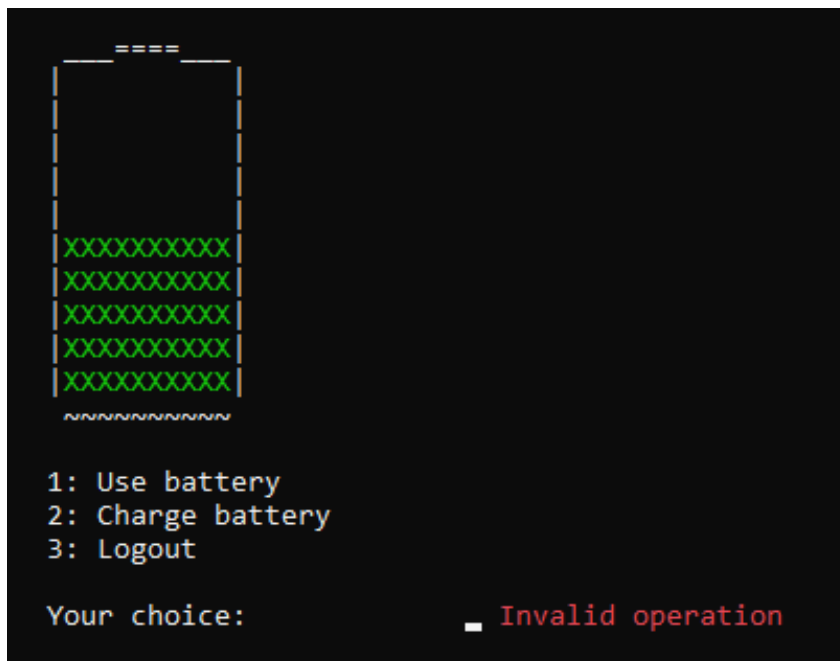 ___====___
|          |
|          |
|          |
|          |
|          |
|XXXXXXXXXX|
|XXXXXXXXXX|
|XXXXXXXXXX|
|XXXXXXXXXX|
|XXXXXXXXXX|
~~~~~~~~~~
1: Use battery
2: Charge battery
3: Logout
Your choice: Invalid operation